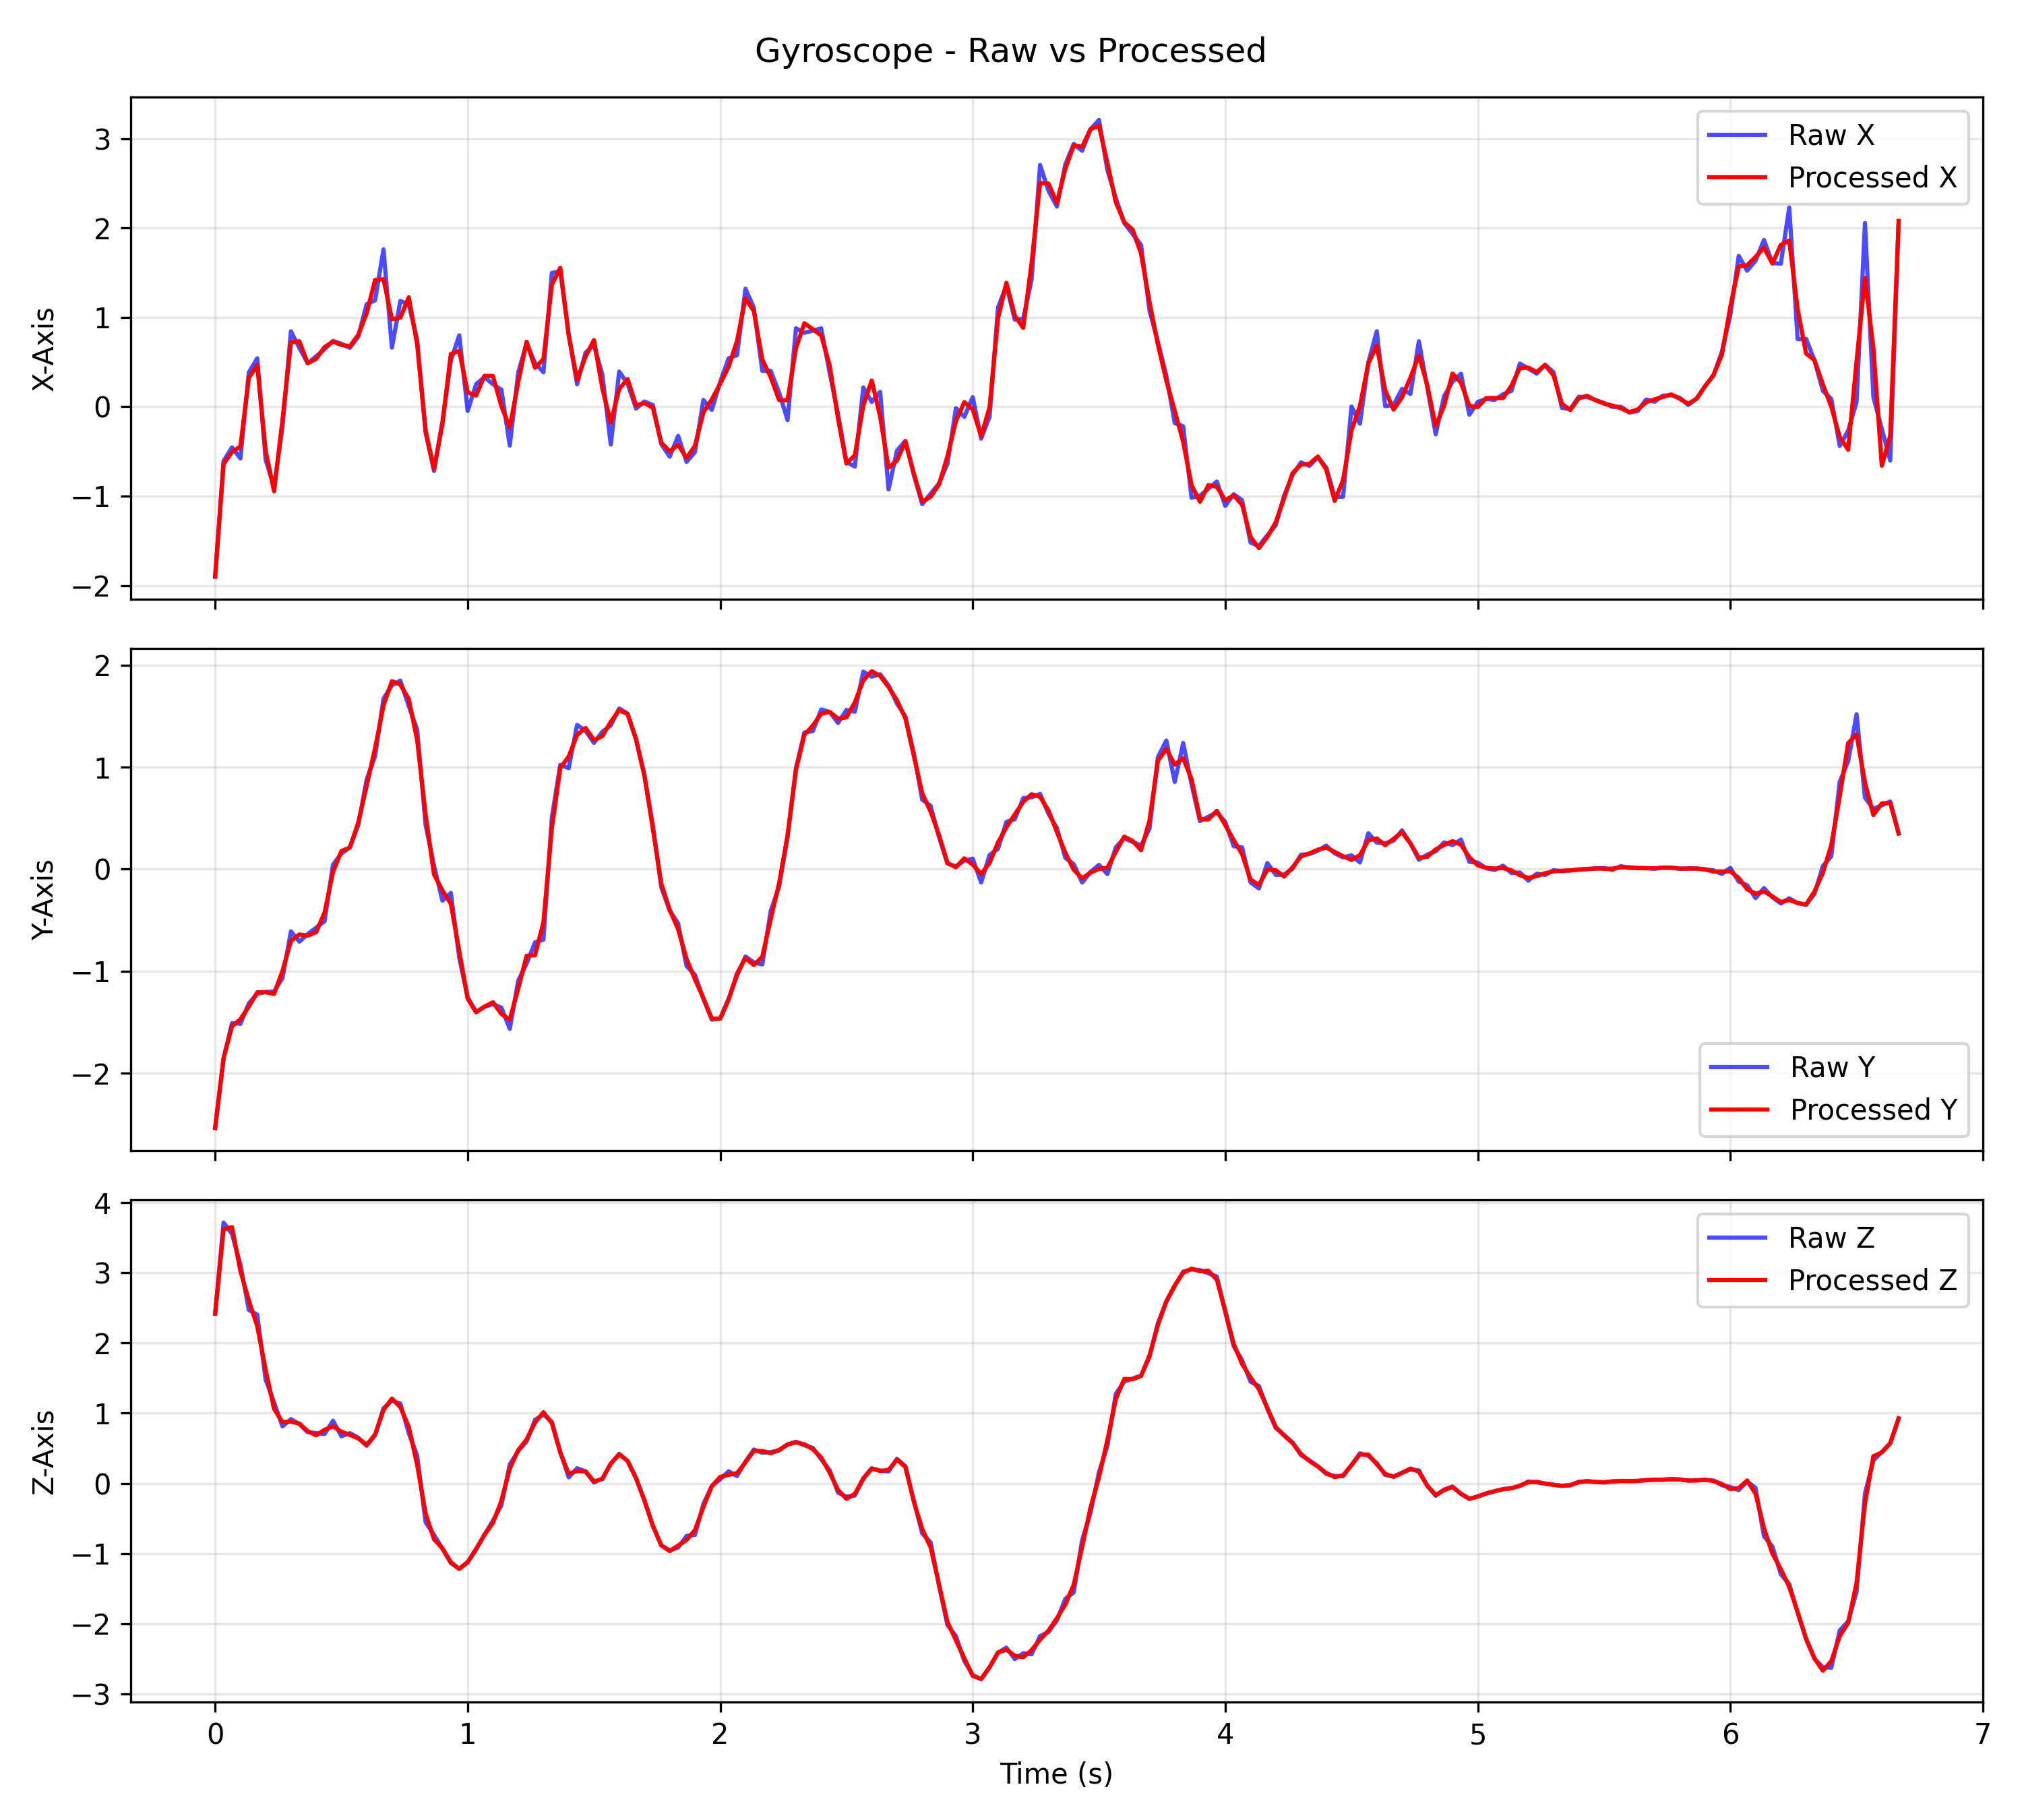 Gyroscope - Raw vs Processed
X-Axis
3
2
1
0
−1
−2
Raw X
Processed X
Y-Axis
2
1
0
−1
−2
Raw Y
Processed Y
Z-Axis
4
3
2
1
0
−1
−2
−3
Raw Z
Processed Z
0 1 2 3 4 5 6 7
Time (s)